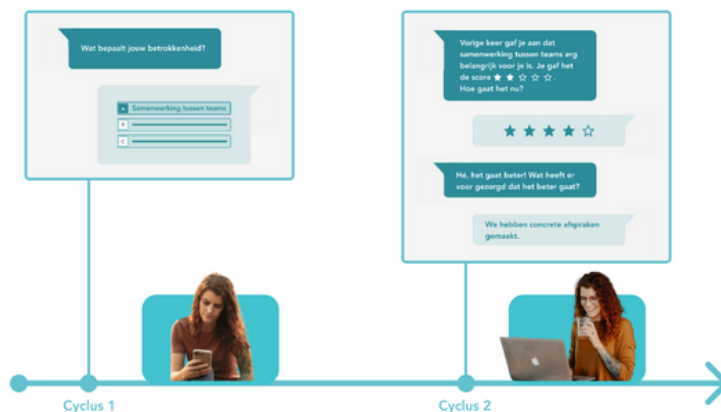 Wat bepaalt jouw betrokkenheid?
A Samenwerking tussen teams
B
C
Vorige keer gaf je aan dat
samenwerking tussen teams erg
belangrijk voor je is. Je gaf het
de score ★ ★ ☆ ☆ ☆.
Hoe gaat het nu?
★ ★ ★ ★ ☆
Hé, het gaat beter! Wat heeft er
voor gezorgd dat het beter gaat?
We hebben concrete afspraken
gemaakt.
Cyclus 1
Cyclus 2